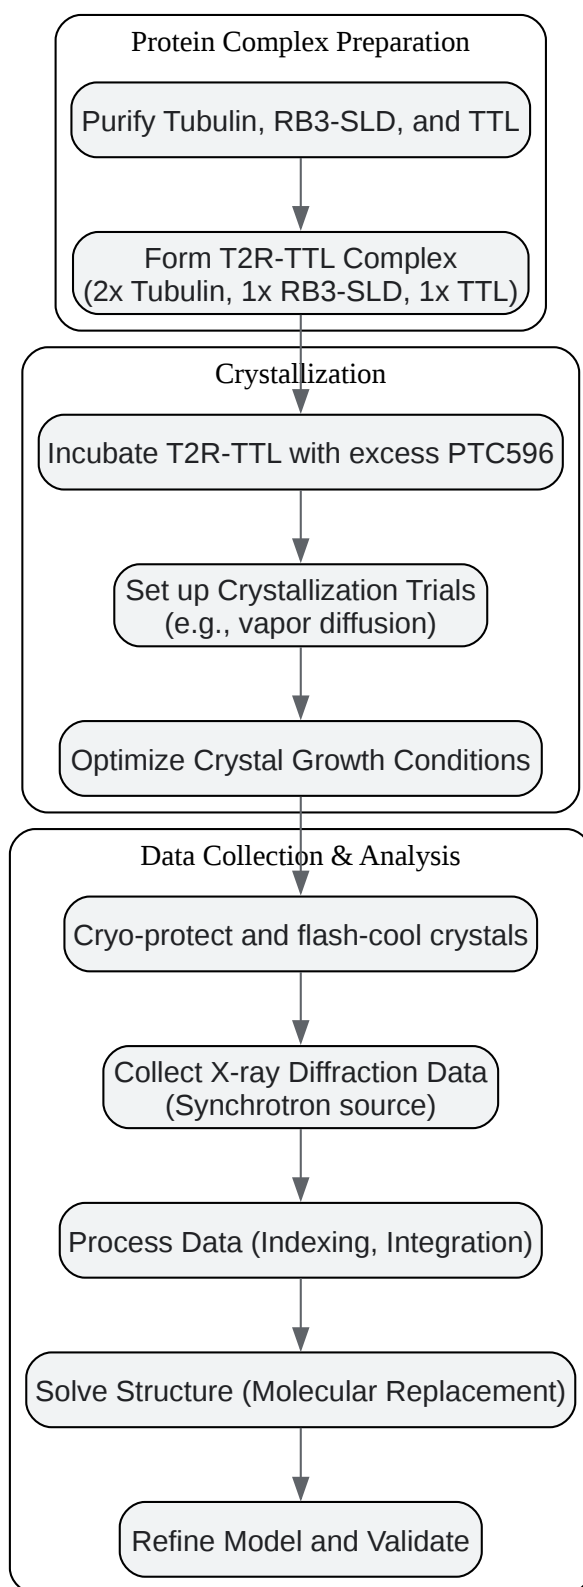 Protein Complex Preparation
Purify Tubulin, RB3-SLD, and TTL
Form T2R-TTL Complex
(2x Tubulin, 1x RB3-SLD, 1x TTL)
Crystallization
Incubate T2R-TTL with excess PTC596
Set up Crystallization Trials
(e.g., vapor diffusion)
Optimize Crystal Growth Conditions
Data Collection & Analysis
Cryo-protect and flash-cool crystals
Collect X-ray Diffraction Data
(Synchrotron source)
Process Data (Indexing, Integration)
Solve Structure (Molecular Replacement)
Refine Model and Validate